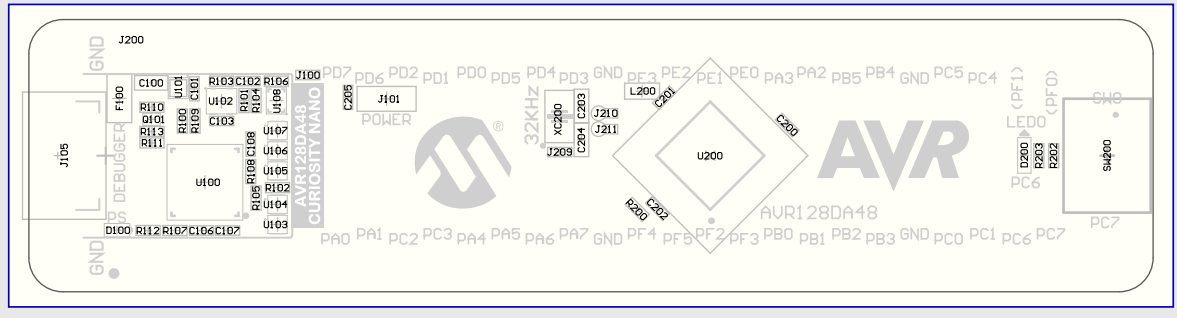 GND
J200
J100
PD7
PD6
PD2
PD1
PD0
PD5
PD4
PD3
GND
PE3
PE2
PE1
PE0
PA3
PA2
PB5
PB4
GND
PC5
PC4
(PF1)
(PF0)
SW0
C100
U101
C101
R103
C102
R106
F100
U102
R101
R104
U108
C205
J101
POWER
L200
C201
C200
R110
Q101
R113
R111
R100
R109
C103
U107
U106
U105
C108
R108
R102
R105
U104
U103
U100
J105
DEBUGGER
PS
AVR128DA48
CURIOSITY NANO
®
32KHz
XC200
C203
C204
J210
J211
J209
U200
AVR
LED0
D200
R203
R202
PC6
SW200
PC7
R200
C202
AVR128DA48
D100
R112
R107
C106
C107
GND
PA0
PA1
PC2
PC3
PA4
PA5
PA6
PA7
GND
PF4
PF5
PF2
PF3
PB0
PB1
PB2
PB3
GND
PC0
PC1
PC6
PC7